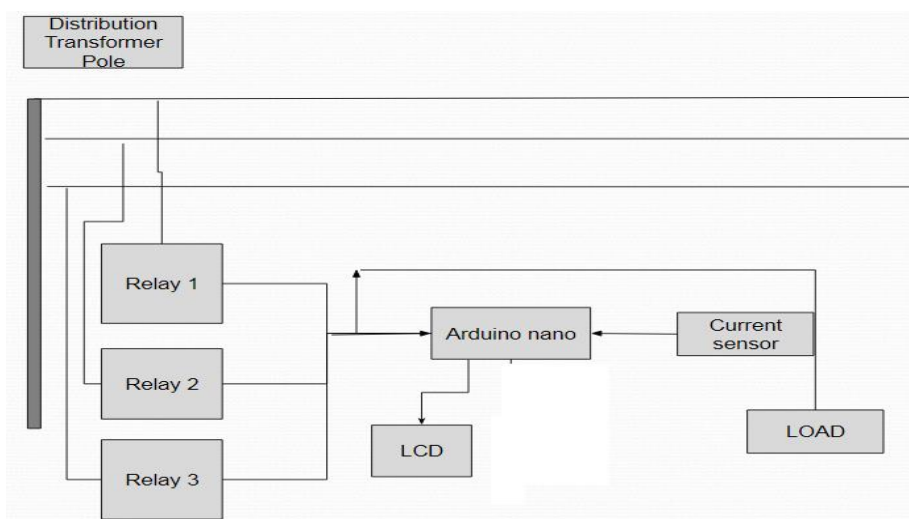 Distribution
Transformer
Pole
Relay 1
Arduino nano
Current
sensor
Relay 2
LCD
LOAD
Relay 3